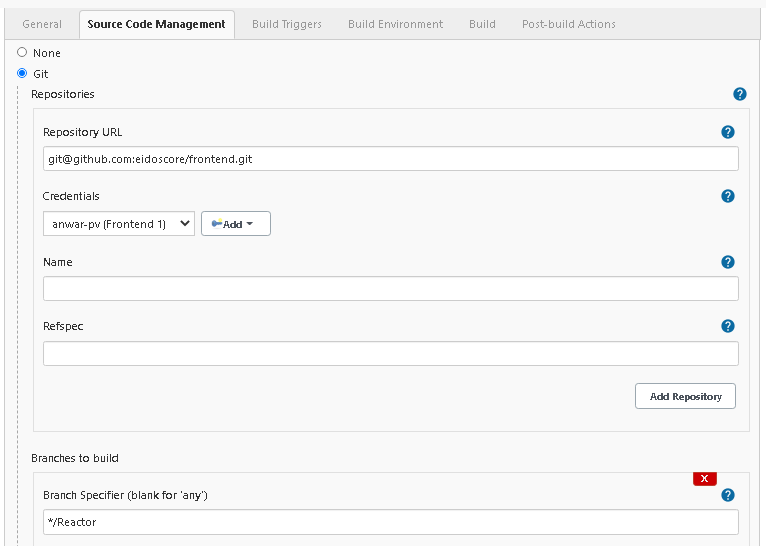 General Source Code Management Build Triggers Build Environment Build Post-build Actions
None
Git
Repositories ?
Repository URL ?
git@github.com:eidoscore/frontend.git
Credentials ?
anwar-pv (Frontend 1) Add
Name ?
Refspec ?
Add Repository
Branches to build
X
Branch Specifier (blank for 'any') ?
*/Reactor